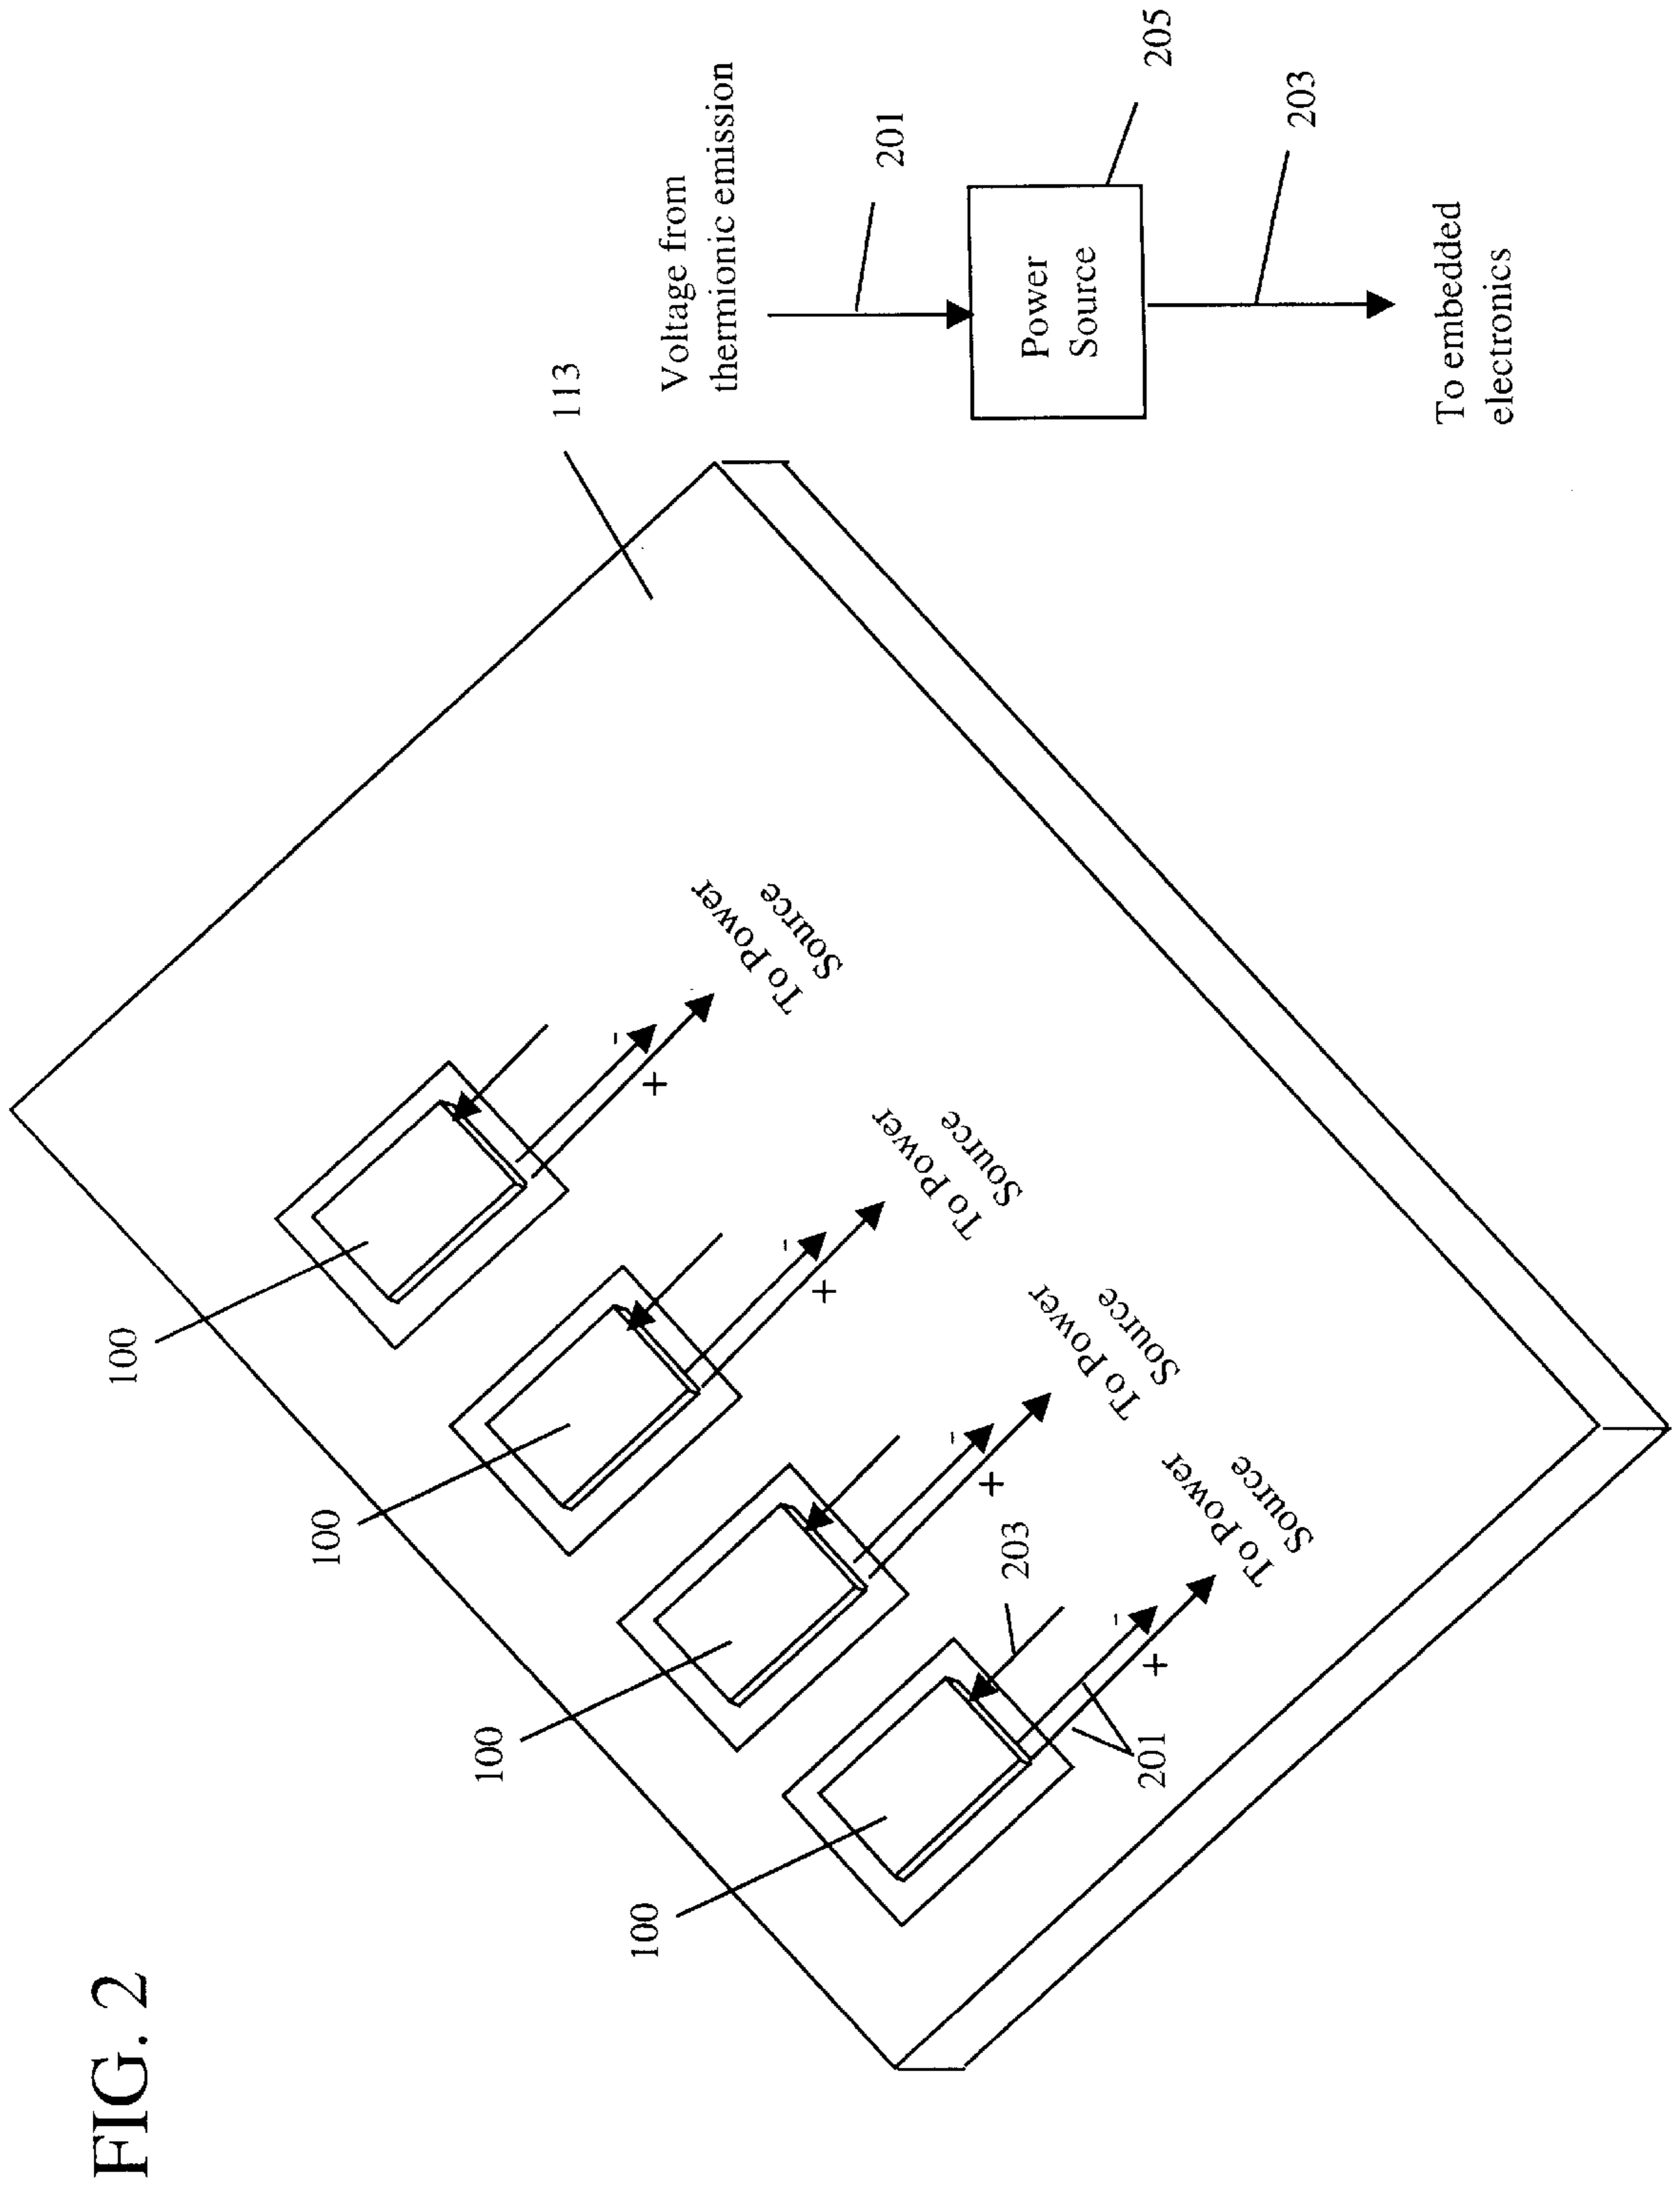 FIG. 2
100
100
100
100
113
Voltage from
thermionic emission
201
Power
Source
205
203
To embedded
electronics
-
+
To Power
Source
-
+
To Power
Source
-
+
To Power
Source
203
-
+
To Power
Source
201